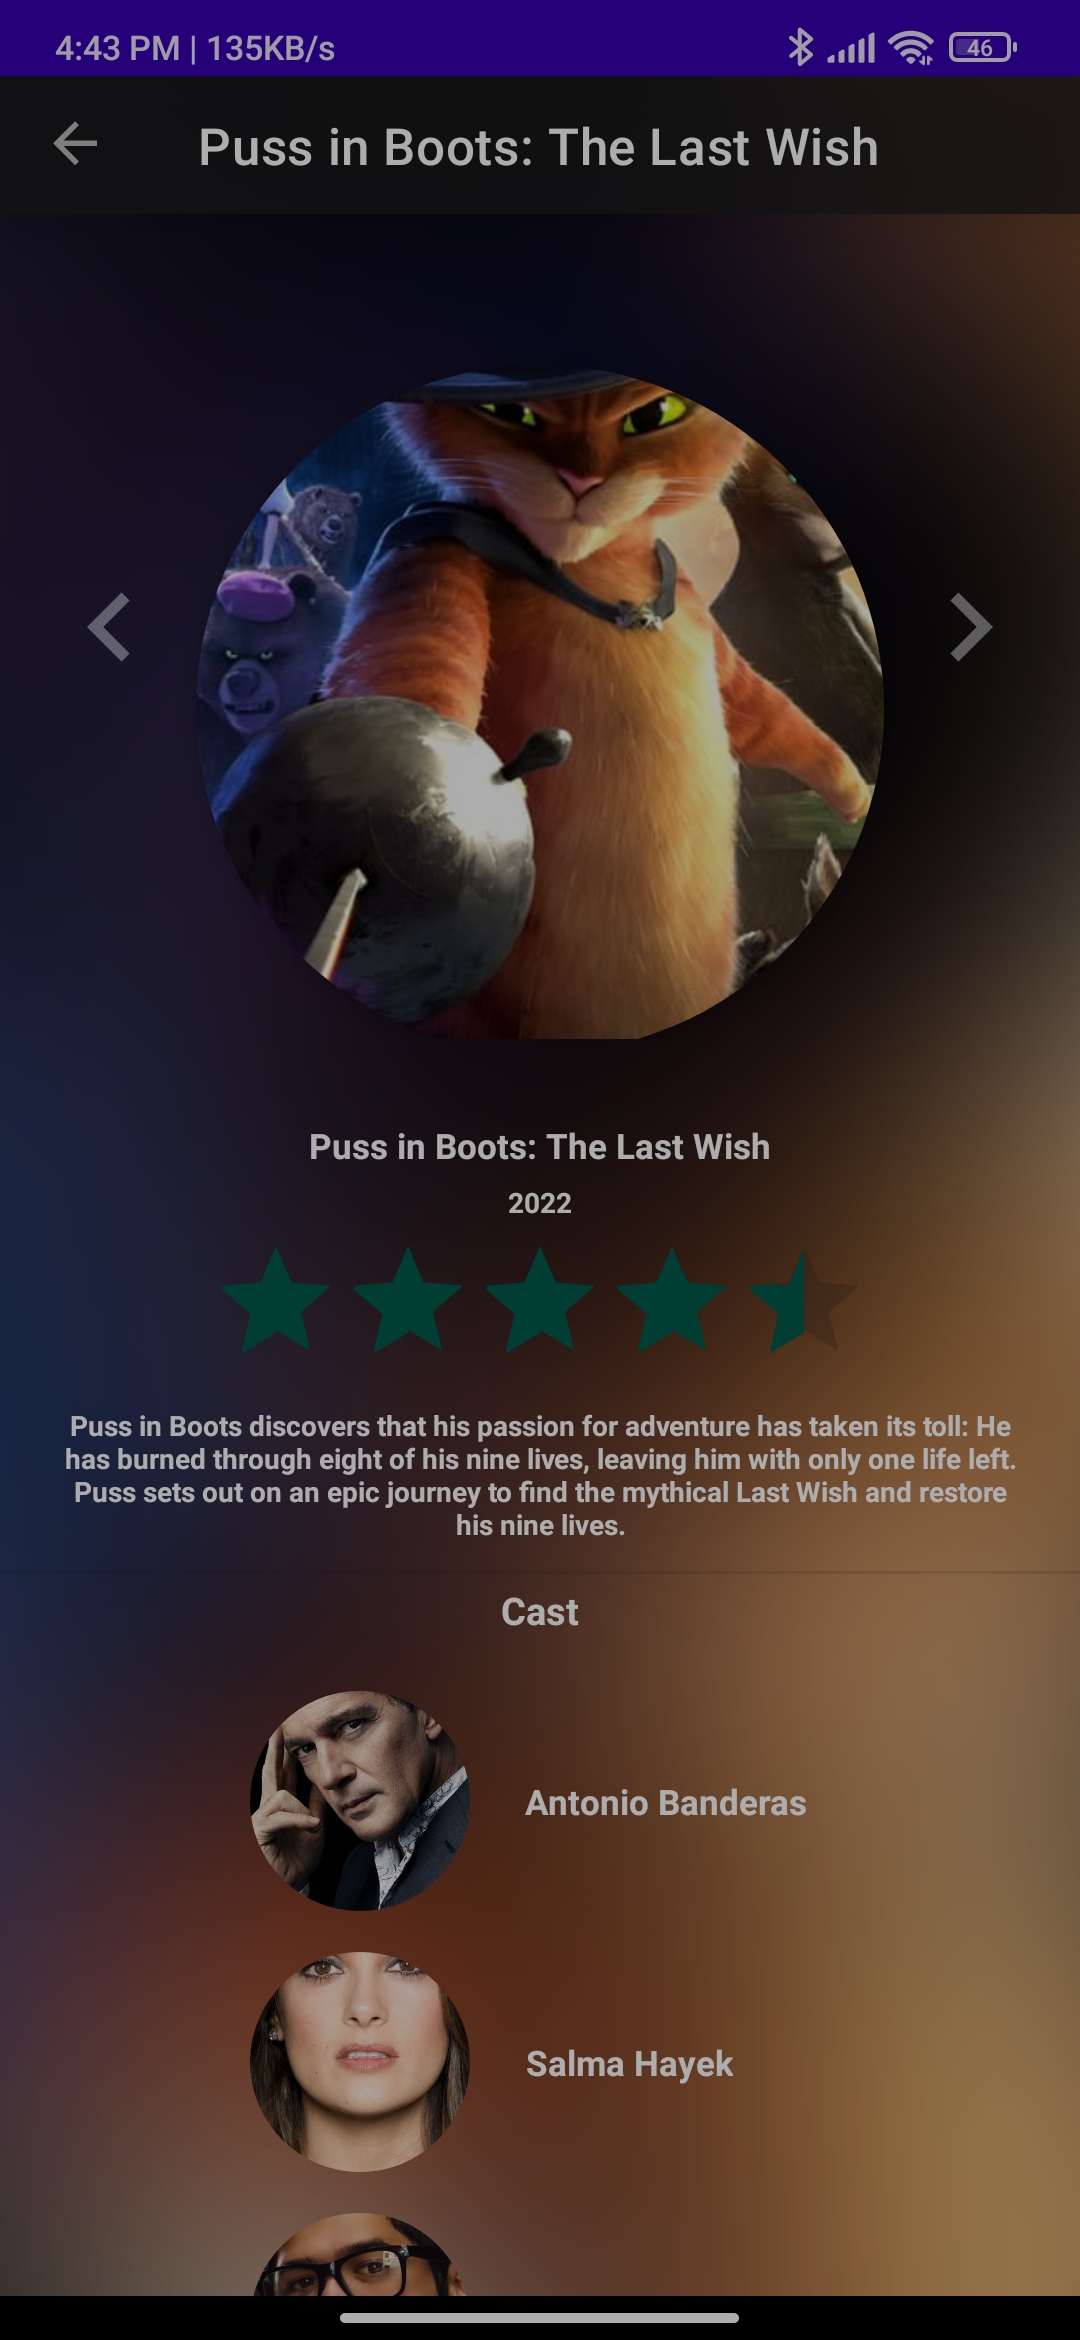 4:43 PM | 135KB/s
46
Puss in Boots: The Last Wish
Puss in Boots: The Last Wish
2022
Puss in Boots discovers that his passion for adventure has taken its toll: He
has burned through eight of his nine lives, leaving him with only one life left.
Puss sets out on an epic journey to find the mythical Last Wish and restore
his nine lives.
Cast
Antonio Banderas
Salma Hayek